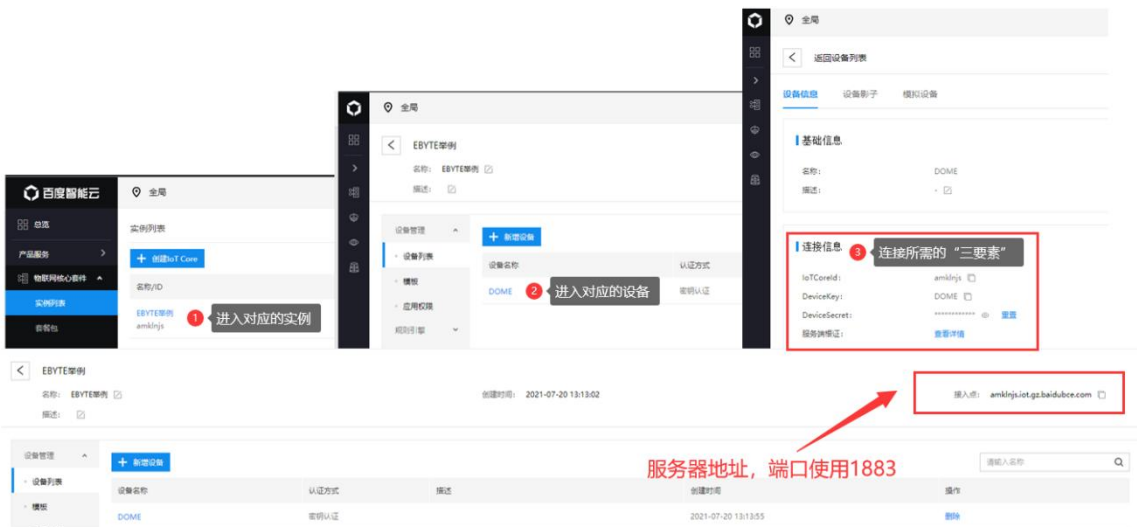 百度智能云
全局
总览
产品服务
物联网核心套件
实例列表
套餐包
实例列表
+ 创建IoT Core
名称/ID
EBYTE举例
amklnjs
1 进入对应的实例
全局
EBYTE举例
名称: EBYTE举例
描述:
设备管理
设备列表
模板
应用权限
规则引擎
+ 新增设备
设备名称
认证方式
DOME
密钥认证
2 进入对应的设备
全局
返回设备列表
设备信息 设备影子 模拟设备
基础信息
名称: DOME
描述: -
连接信息
3 连接所需的“三要素”
IoTCoreId: amklnjs
DeviceKey: DOME
DeviceSecret: ************ 重置
服务端根证: 查看详情
EBYTE举例
名称: EBYTE举例
创建时间: 2021-07-20 13:13:02
接入点: amklnjs.iot.gz.baidubce.com
描述:
服务器地址，端口使用1883
设备管理
设备列表
模板
+ 新增设备
请输入名称
设备名称 认证方式 描述 创建时间 操作
DOME 密钥认证 2021-07-20 13:13:55 删除